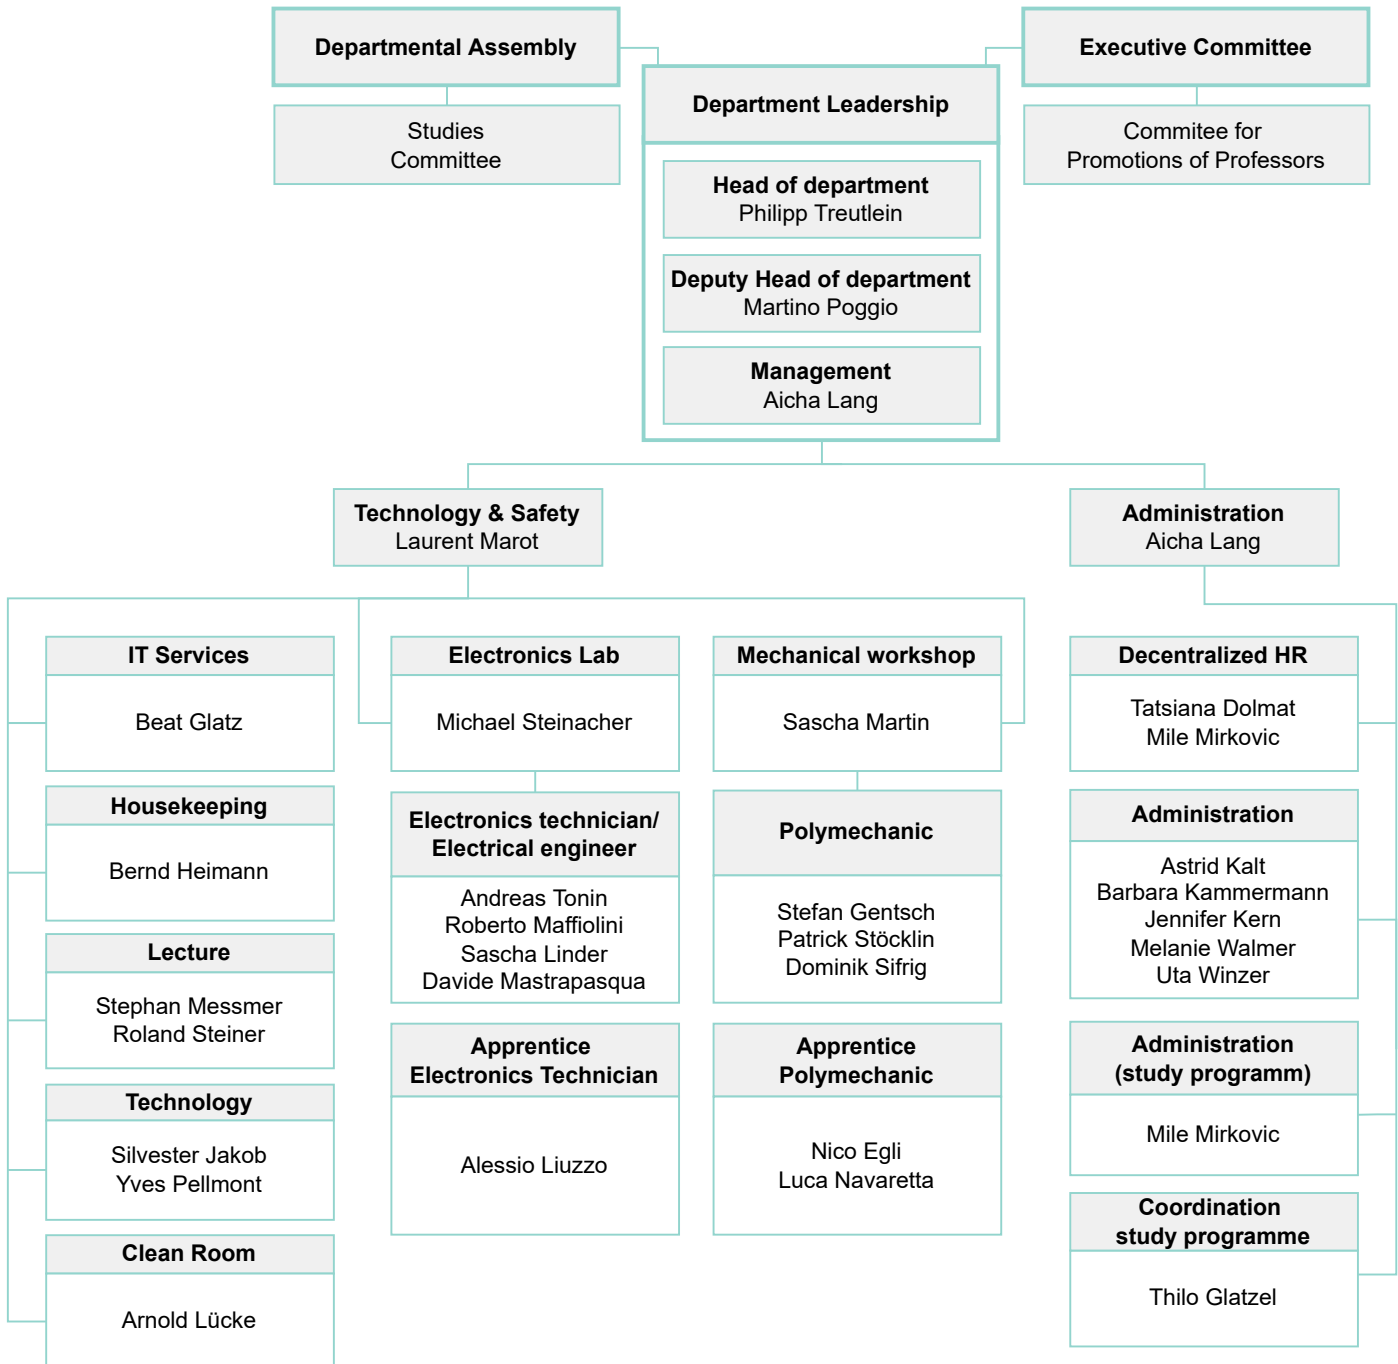 Departmental Assembly
Studies
Committee
Executive Committee
Commitee for
Promotions of Professors
Department Leadership
Head of department
Philipp Treutlein
Deputy Head of department
Martino Poggio
Management
Aicha Lang
Technology & Safety
Laurent Marot
Administration
Aicha Lang
IT Services
Beat Glatz
Housekeeping
Bernd Heimann
Lecture
Stephan Messmer
Roland Steiner
Technology
Silvester Jakob
Yves Pellmont
Clean Room
Arnold Lücke
Electronics Lab
Michael Steinacher
Electronics technician/
Electrical engineer
Andreas Tonin
Roberto Maffiolini
Sascha Linder
Davide Mastrapasqua
Apprentice
Electronics Technician
Alessio Liuzzo
Mechanical workshop
Sascha Martin
Polymechanic
Stefan Gentsch
Patrick Stöcklin
Dominik Sifrig
Apprentice
Polymechanic
Nico Egli
Luca Navaretta
Decentralized HR
Tatsiana Dolmat
Mile Mirkovic
Administration
Astrid Kalt
Barbara Kammermann
Jennifer Kern
Melanie Walmer
Uta Winzer
Administration
(study programm)
Mile Mirkovic
Coordination
study programme
Thilo Glatzel